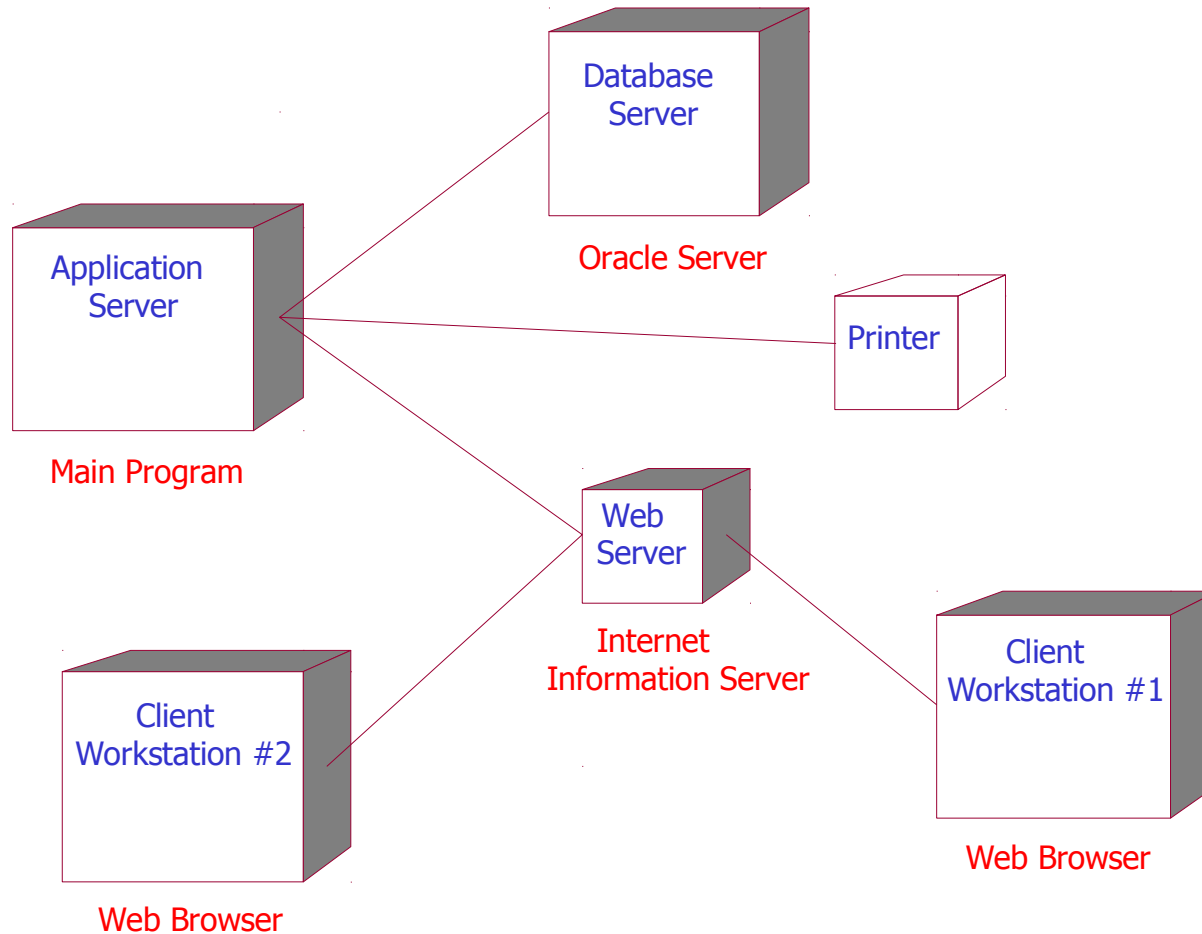 Database
Server
Oracle Server
Application
Server
Main Program
Printer
Web
Server
Internet
Information Server
Client
Workstation #1
Web Browser
Client
Workstation #2
Web Browser